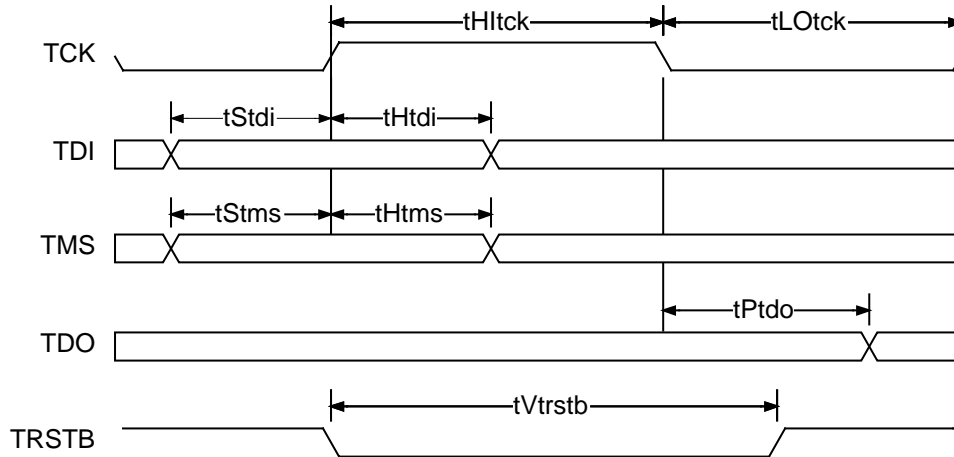 tHItck tLOtck
TCK
tStdi tHtdi
TDI
tStms tHtms
TMS
tPtdo
TDO
tVtrstb
TRSTB